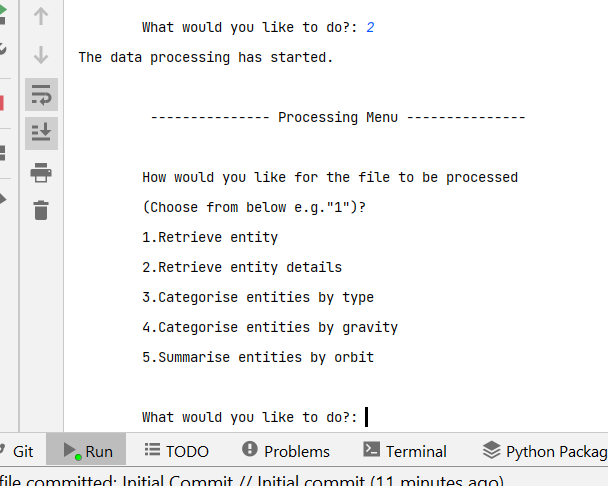 What would you like to do?: 2
The data processing has started.
--------------- Processing Menu ---------------
How would you like for the file to be processed
(Choose from below e.g."1")?
1.Retrieve entity
2.Retrieve entity details
3.Categorise entities by type
4.Categorise entities by gravity
5.Summarise entities by orbit
What would you like to do?:
Git Run TODO Problems Terminal Python Packag
file committed: Initial Commit // Initial commit (11 minutes ago)